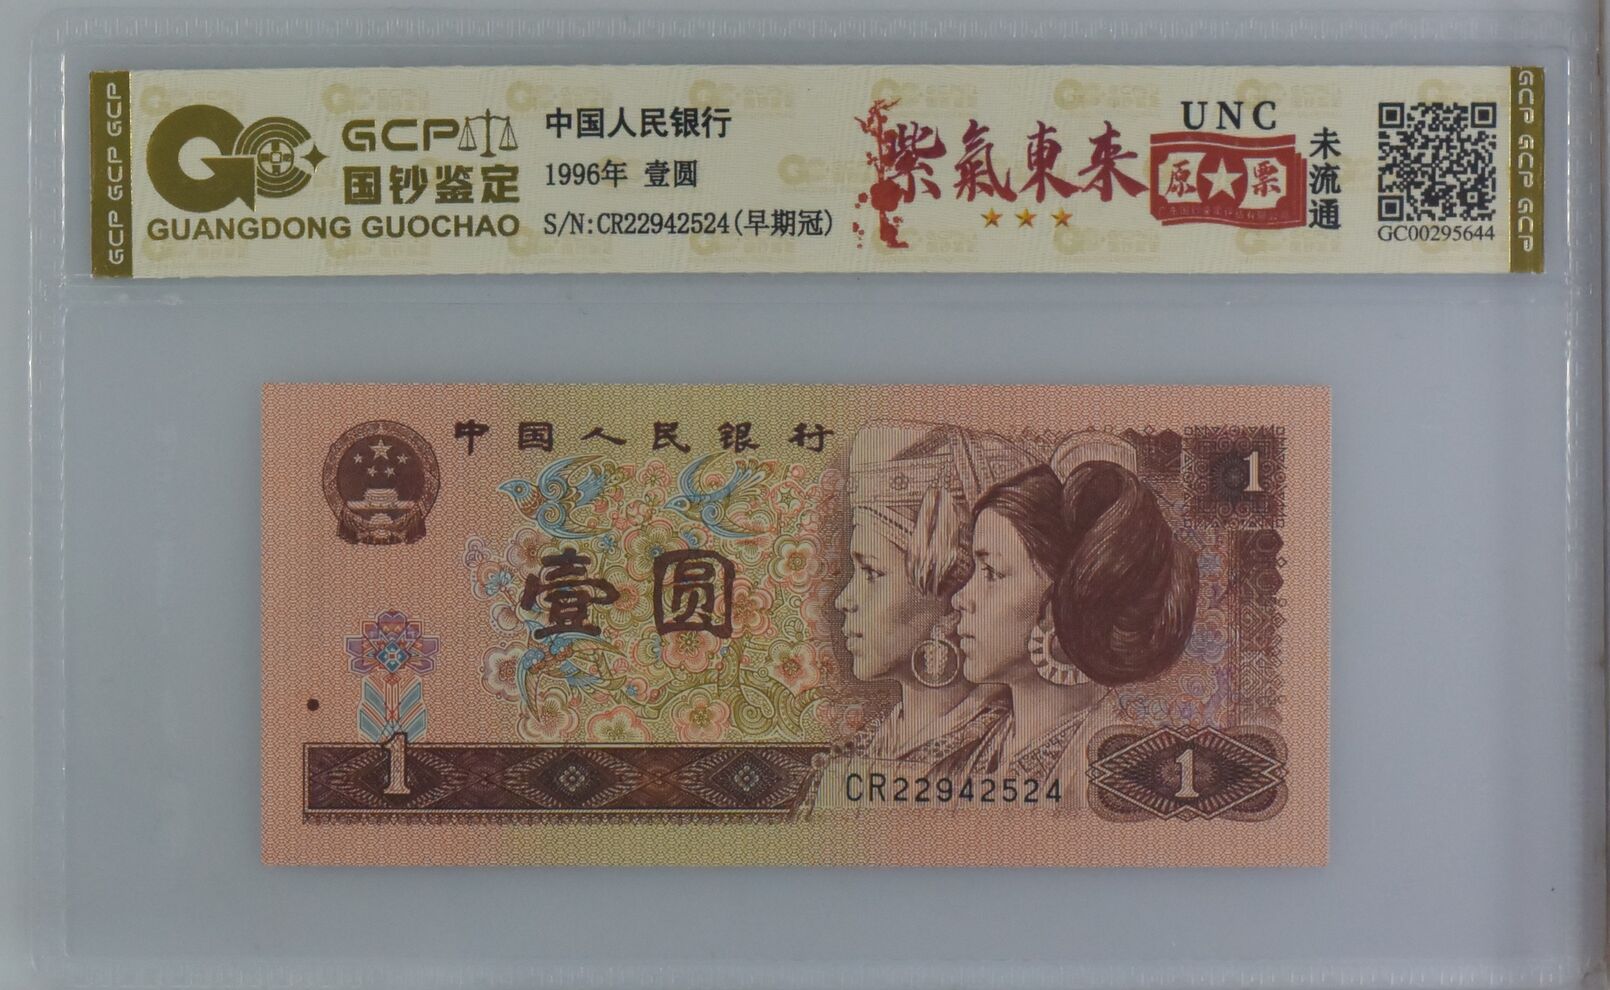 GCP GCP GCP
GCP
国钞鉴定
GUANGDONG GUOCHAO
中国人民银行
1996年 壹圆
S/N:CR22942524(早期冠)
紫氣東来
UNC
原票
未流通
GC00295644
GCP GCP GCP
中国人民银行
1
壹圆
1
CR22942524
1